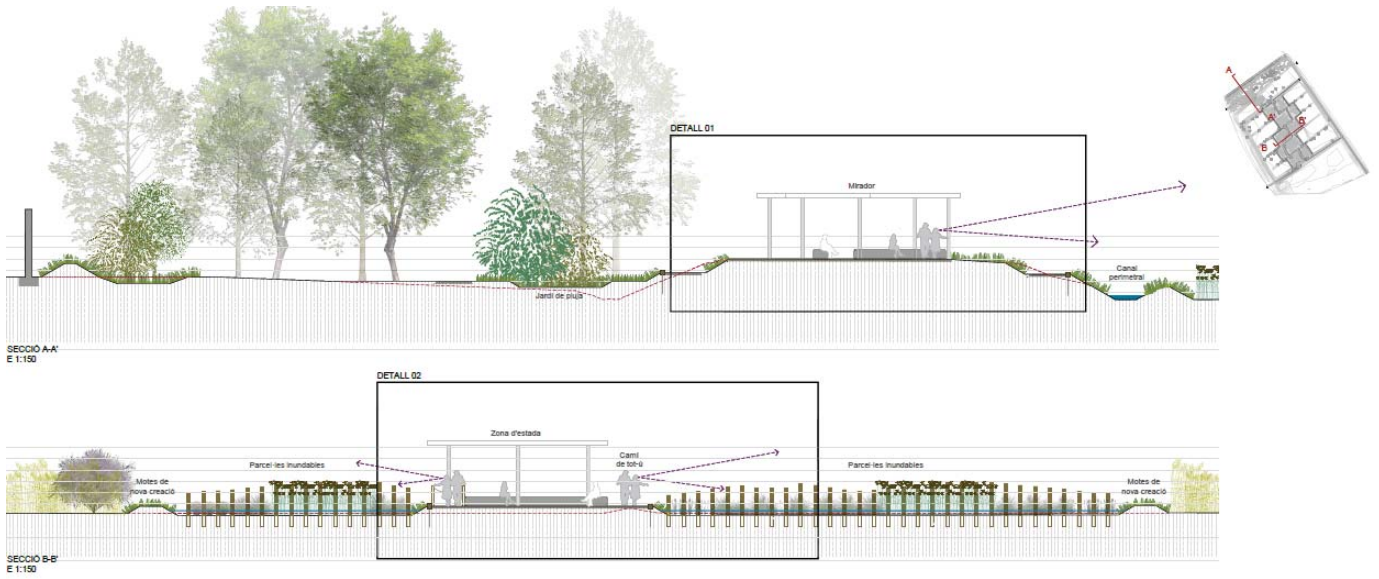 DETALL 01
Mirador
Canal
perimetral
Jardí de pluja
SECCIÓ A-A'
E 1:150
A
A'
B'
B
DETALL 02
Zona d'estada
Camí
de tot-ú
Parcel·les inundables
Parcel·les inundables
Motes de
nova creació
Motes de
nova creació
SECCIÓ B-B'
E 1:150